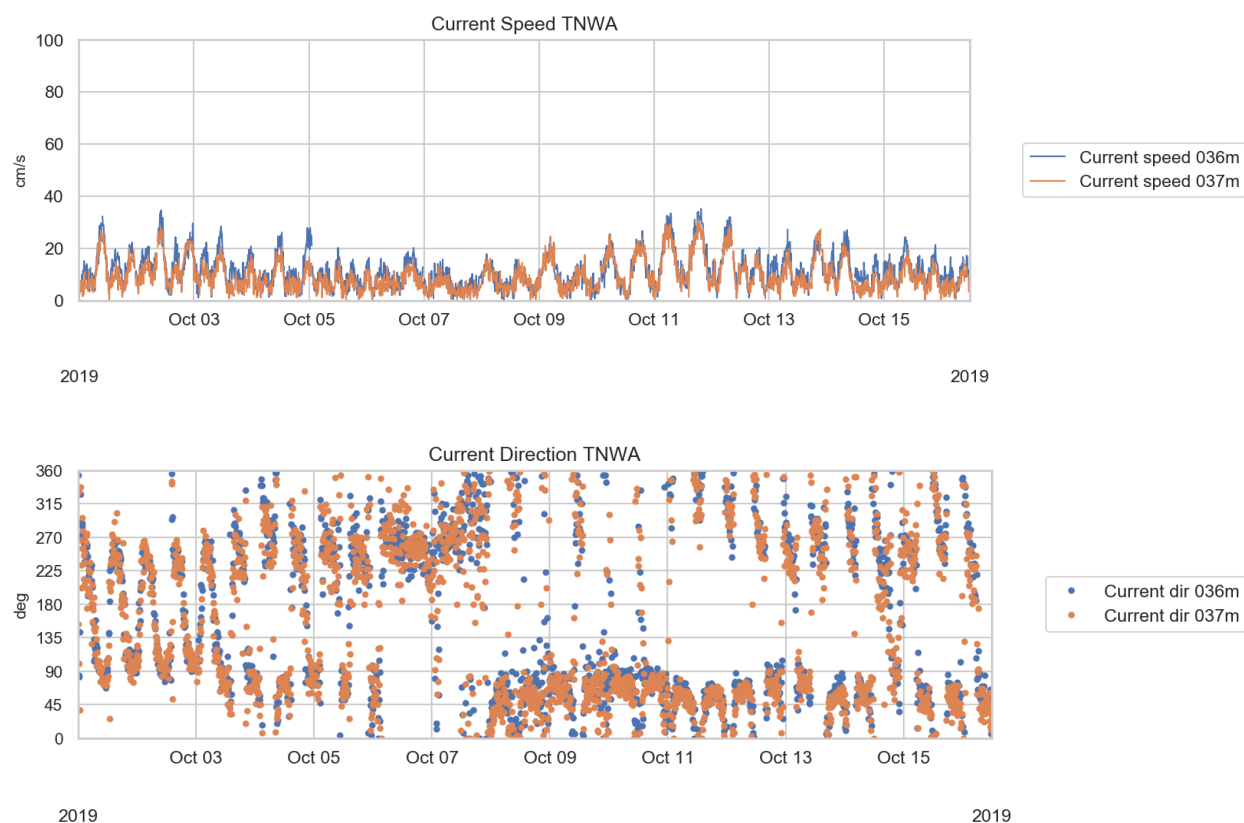 Current Speed TNWA
100
80
60
40
20
0
cm/s
Oct 03 Oct 05 Oct 07 Oct 09 Oct 11 Oct 13 Oct 15
2019 2019
Current speed 036m
Current speed 037m
Current Direction TNWA
360
315
270
225
180
135
90
45
0
deg
Oct 03 Oct 05 Oct 07 Oct 09 Oct 11 Oct 13 Oct 15
2019 2019
Current dir 036m
Current dir 037m